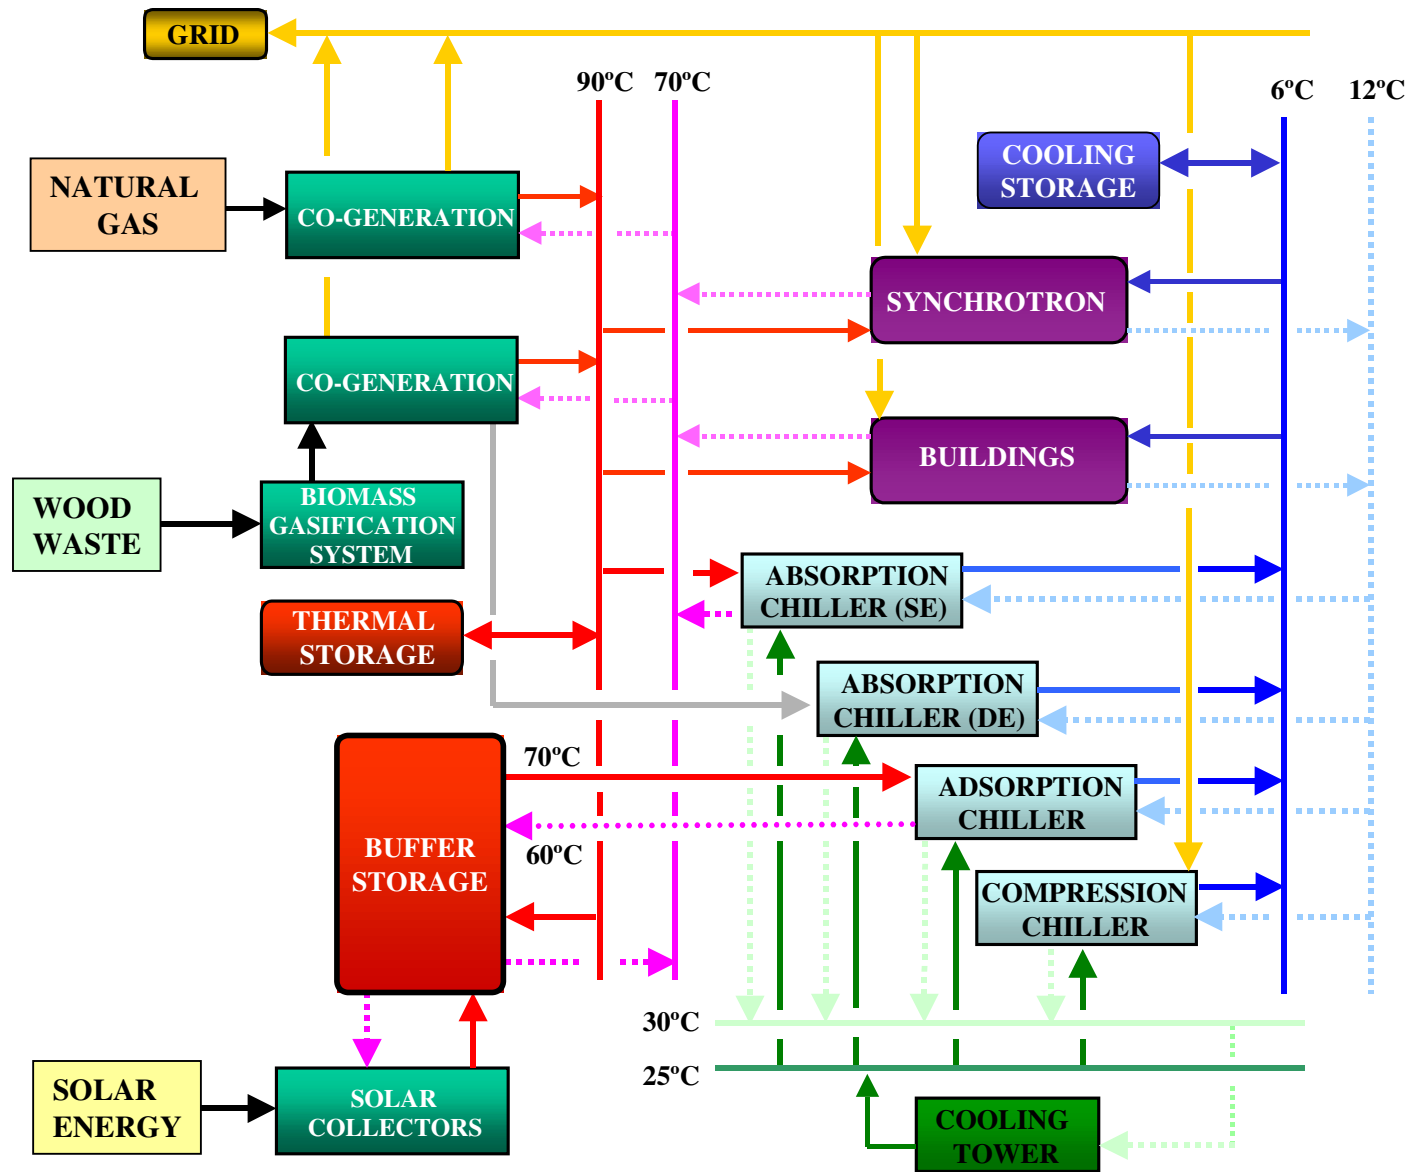 GRID
90ºC
70ºC
6ºC
12ºC
NATURAL
GAS
CO-GENERATION
COOLING
STORAGE
SYNCHROTRON
CO-GENERATION
BUILDINGS
WOOD
WASTE
BIOMASS
GASIFICATION
SYSTEM
ABSORPTION
CHILLER (SE)
THERMAL
STORAGE
ABSORPTION
CHILLER (DE)
70ºC
ADSORPTION
CHILLER
BUFFER
STORAGE
60ºC
COMPRESSION
CHILLER
30ºC
25ºC
SOLAR
ENERGY
SOLAR
COLLECTORS
COOLING
TOWER